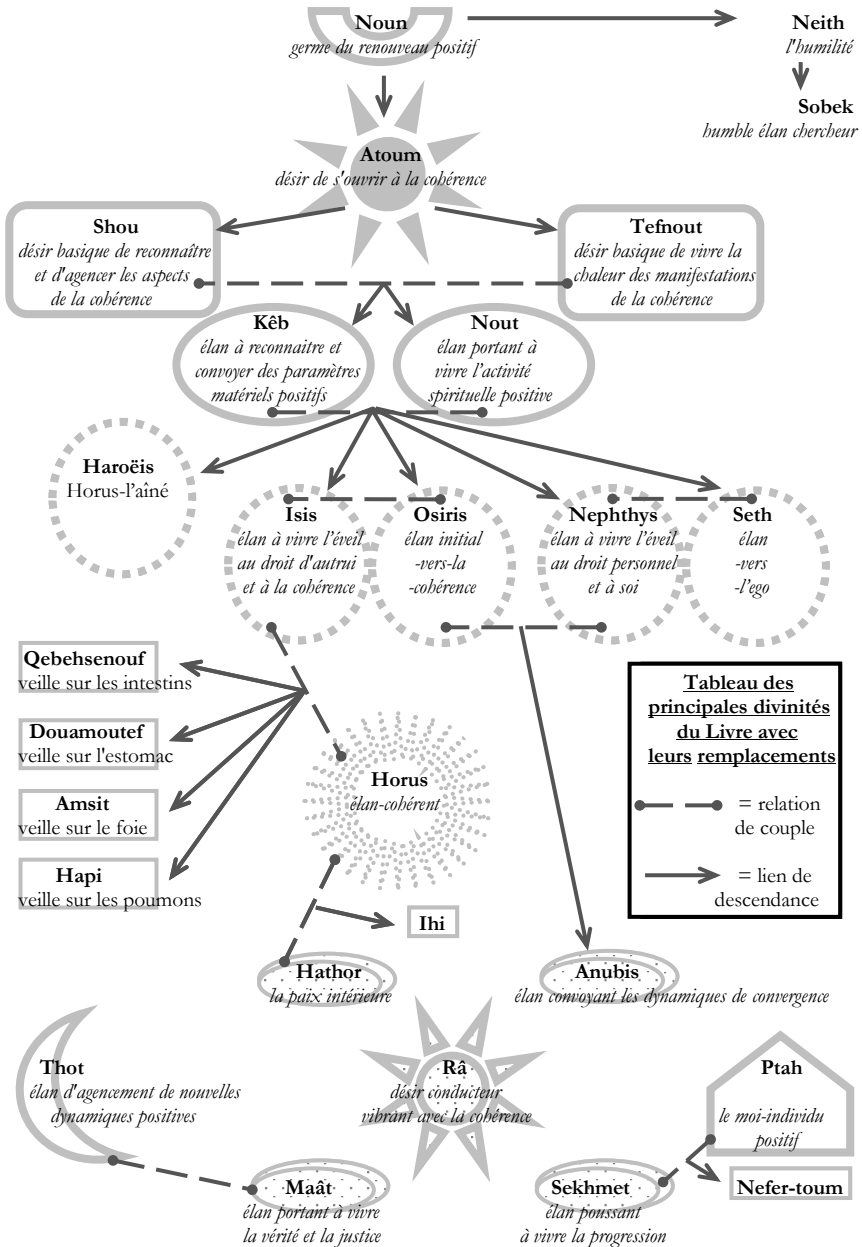 Noun
germe du renouveau positif
Neith
l'humilité
Sobek
humble élan chercheur
Atoum
désir de s'ouvrir à la cohérence
Shou
désir basique de reconnaître
et d'agencer les aspects
de la cohérence
Tefnout
désir basique de vivre la
chaleur des manifestations
de la cohérence
Kêb
élan à reconnaitre et
convoyer des paramètres
matériels positifs
Nout
élan portant à
vivre l'activité
spirituelle positive
Haroëis
Horus-l'aîné
Isis
élan à vivre l'éveil
au droit d'autrui
et à la cohérence
Osiris
élan initial
-vers-la
-cohérence
Nephthys
élan à vivre l'éveil
au droit personnel
et à soi
Seth
élan
-vers
-l'ego
Qebehsenouf
veille sur les intestins
Douamoutef
veille sur l'estomac
Amsit
veille sur le foie
Hapi
veille sur les poumons
Horus
élan-cohérent
Tableau des
principales divinités
du Livre avec
leurs remplacements
= relation
de couple
= lien de
descendance
Ihi
Hathor
la paix intérieure
Anubis
élan convoyant les dynamiques de convergence
Thot
élan d'agencement de nouvelles
dynamiques positives
Râ
désir conducteur
vibrant avec la cohérence
Ptah
le moi-individu
positif
Maât
élan portant à vivre
la vérité et la justice
Sekhmet
élan poussant
à vivre la progression
Nefer-toum